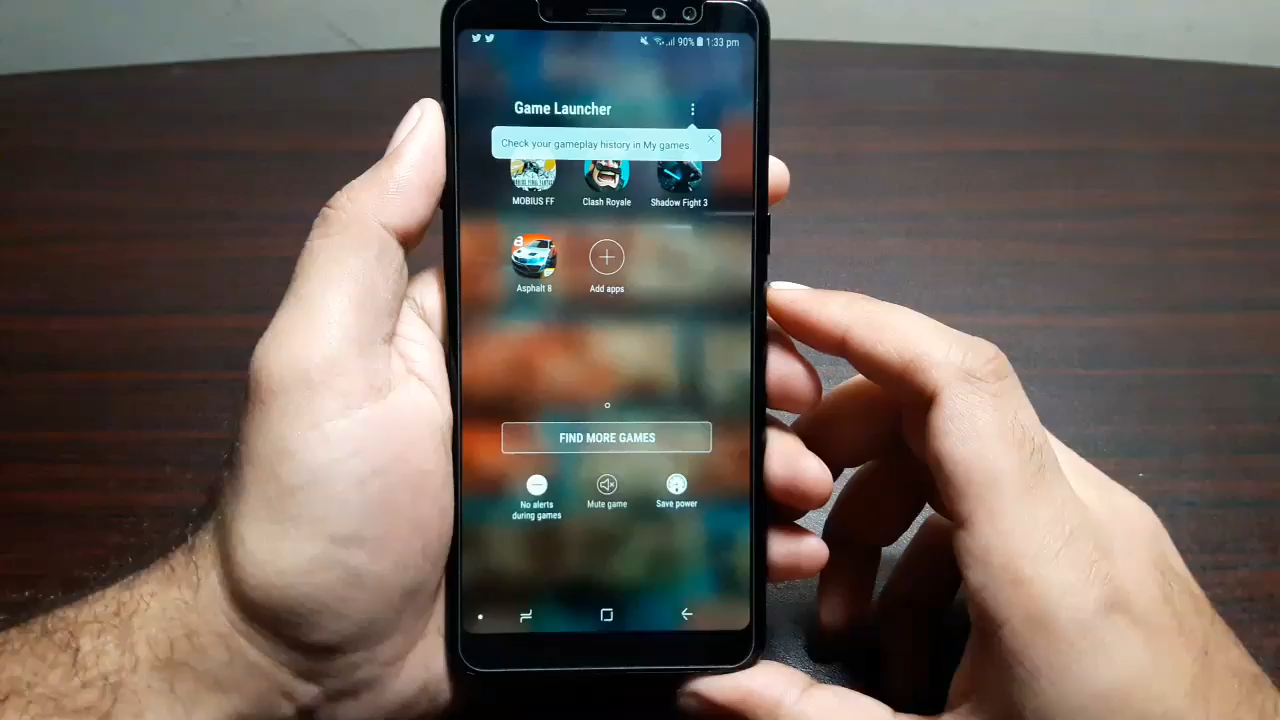 90% 1:33 pm
Game Launcher
Check your gameplay history in My games.
MOBIUS FF
Clash Royale
Shadow Fight 3
8
Asphalt 8
Add apps
FIND MORE GAMES
No alerts
during games
Mute game
Save power